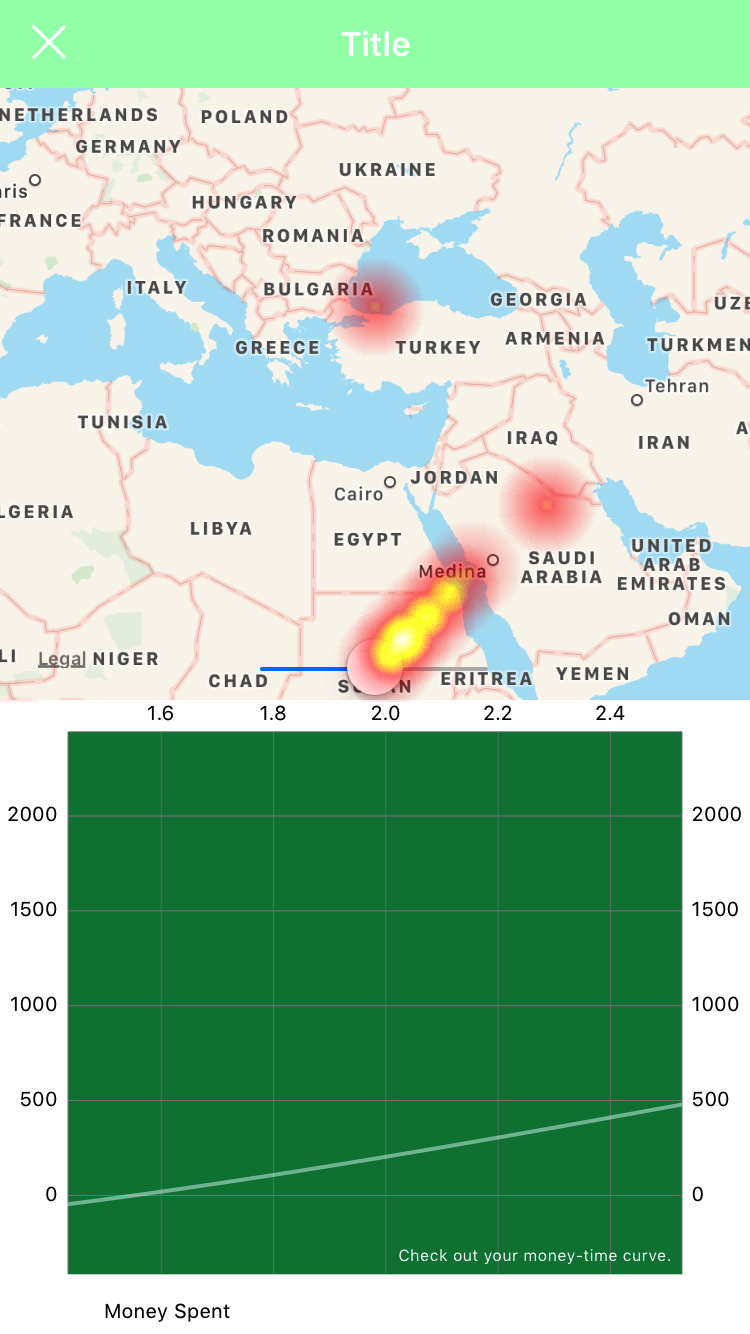 Title
NETHERLANDS
POLAND
GERMANY
UKRAINE
ris
FRANCE
HUNGARY
ROMANIA
ITALY
BULGARIA
GEORGIA
UZE
ARMENIA
GREECE
TURKEY
TURKMEN
Tehran
TUNISIA
IRAQ
IRAN
A
JORDAN
Cairo
LGERIA
LIBYA
EGYPT
SAUDI
ARABIA
UNITED
ARAB
EMIRATES
Medina
OMAN
LI
Legal
NIGER
CHAD
ERITREA
YEMEN
1.6 1.8 2.0 2.2 2.4
2000 2000
1500 1500
1000 1000
500 500
0 0
Check out your money-time curve.
Money Spent